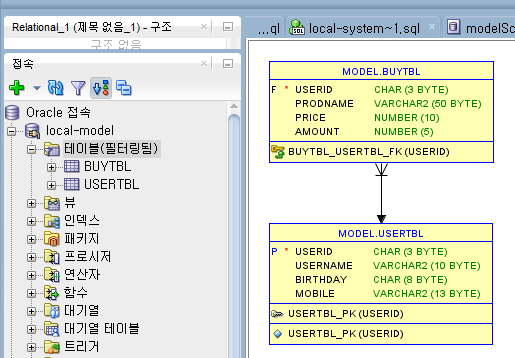 Relational_1 (제목 없음_1) - 구조
구조 없음
접속
Oracle 접속
local-model
테이블(필터링됨)
BUYTBL
USERTBL
뷰
인덱스
패키지
프로시저
연산자
함수
대기열
대기열 테이블
트리거
...ql
local-system~1.sql
modelSc
MODEL.BUYTBL
F * USERID CHAR (3 BYTE)
PRODNAME VARCHAR2 (50 BYTE)
PRICE NUMBER (10)
AMOUNT NUMBER (5)
BUYTBL_USERTBL_FK (USERID)
MODEL.USERTBL
P * USERID CHAR (3 BYTE)
USERNAME VARCHAR2 (10 BYTE)
BIRTHDAY CHAR (8 BYTE)
MOBILE VARCHAR2 (13 BYTE)
USERTBL_PK (USERID)
USERTBL_PK (USERID)